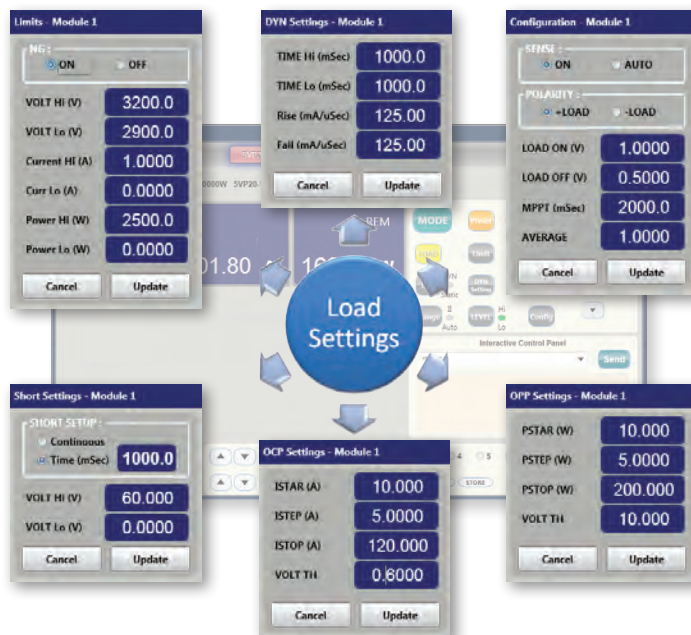 Limits - Module 1
NG :
ON OFF
VOLT Hi (V) 3200.0
VOLT Lo (V) 2900.0
Current Hi (A) 1.0000
Curr Lo (A) 0.0000
Power Hi (W) 2500.0
Power Lo (W) 0.0000
Cancel Update
DYN Settings - Module 1
TIME Hi (mSec) 1000.0
TIME Lo (mSec) 1000.0
Rise (mA/uSec) 125.00
Fall (mA/uSec) 125.00
Cancel Update
Configuration - Module 1
SENSE :
ON AUTO
POLARITY :
+LOAD -LOAD
LOAD ON (V) 1.0000
LOAD OFF (V) 0.5000
MPPT (mSec) 2000.0
AVERAGE 1.0000
Cancel Update
REM
MODE
Limit
DYN
Setting
Static
LEVEL
Hi
Lo
Auto
Config
Interactive Control Panel
Send
Load
Settings
Short Settings - Module 1
SHORT SETUP :
Continuous
Time (mSec) 1000.0
VOLT Hi (V) 60.000
VOLT Lo (V) 0.0000
Cancel Update
OCP Settings - Module 1
ISTAR (A) 10.000
ISTEP (A) 5.0000
ISTOP (A) 120.000
VOLT TH 0.6000
Cancel Update
4 5
STORE
OPP Settings - Module 1
PSTAR (W) 10.000
PSTEP (W) 5.0000
PSTOP (W) 200.000
VOLT TH 10.000
Cancel Update